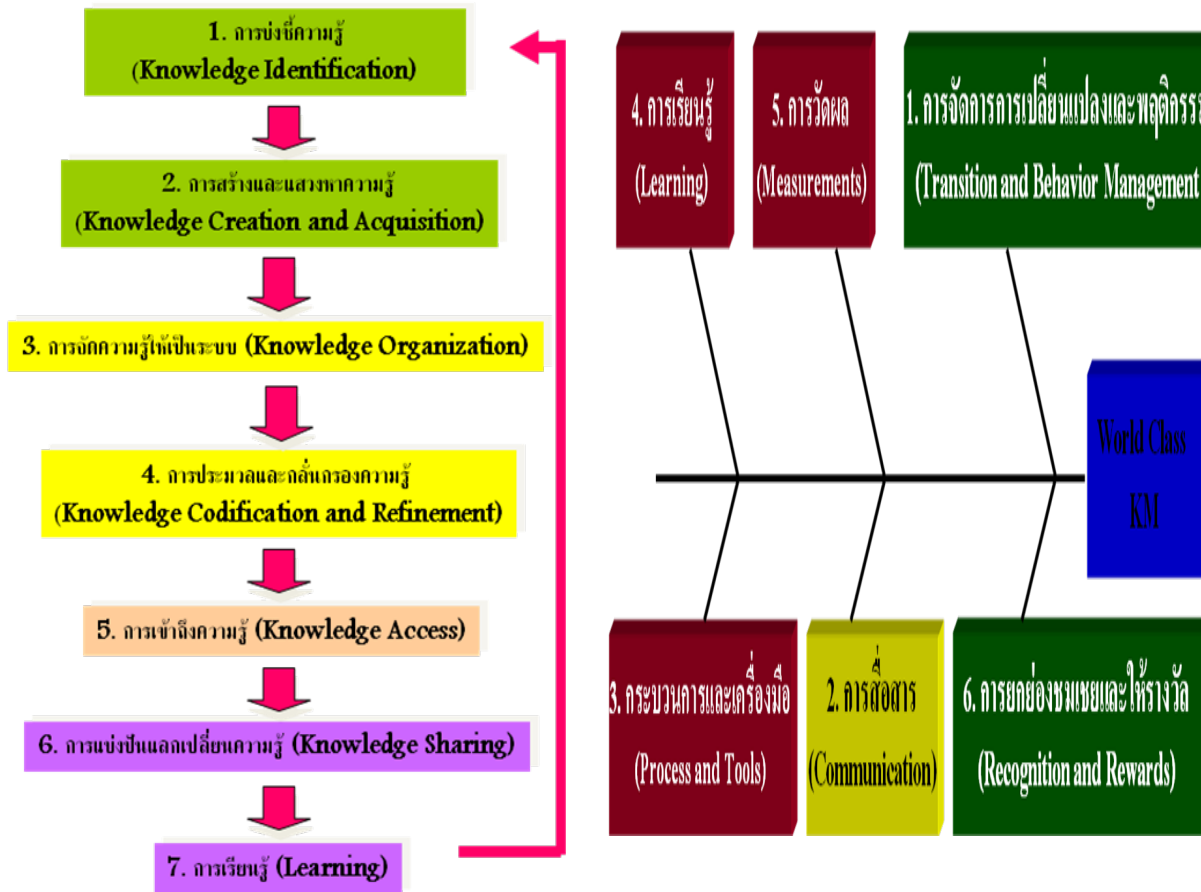 1. การบ่งชี้ความรู้
(Knowledge Identification)
2. การสร้างและแสวงหาความรู้
(Knowledge Creation and Acquisition)
3. การจัดความรู้ให้เป็นระบบ (Knowledge Organization)
4. การประมวลและกลั่นกรองความรู้
(Knowledge Codification and Refinement)
5. การเข้าถึงความรู้ (Knowledge Access)
6. การแบ่งปันแลกเปลี่ยนความรู้ (Knowledge Sharing)
7. การเรียนรู้ (Learning)
4. การเรียนรู้
(Learning)
5. การวัดผล
(Measurements)
1. การจัดการการเปลี่ยนแปลงและพฤติกรร
(Transition and Behavior Management
World Class
KM
3. กระบวนการและเครื่องมือ
(Process and Tools)
2. การสื่อสาร
(Communication)
6. การยกย่องชมเชยและให้รางวัล
(Recognition and Rewards)